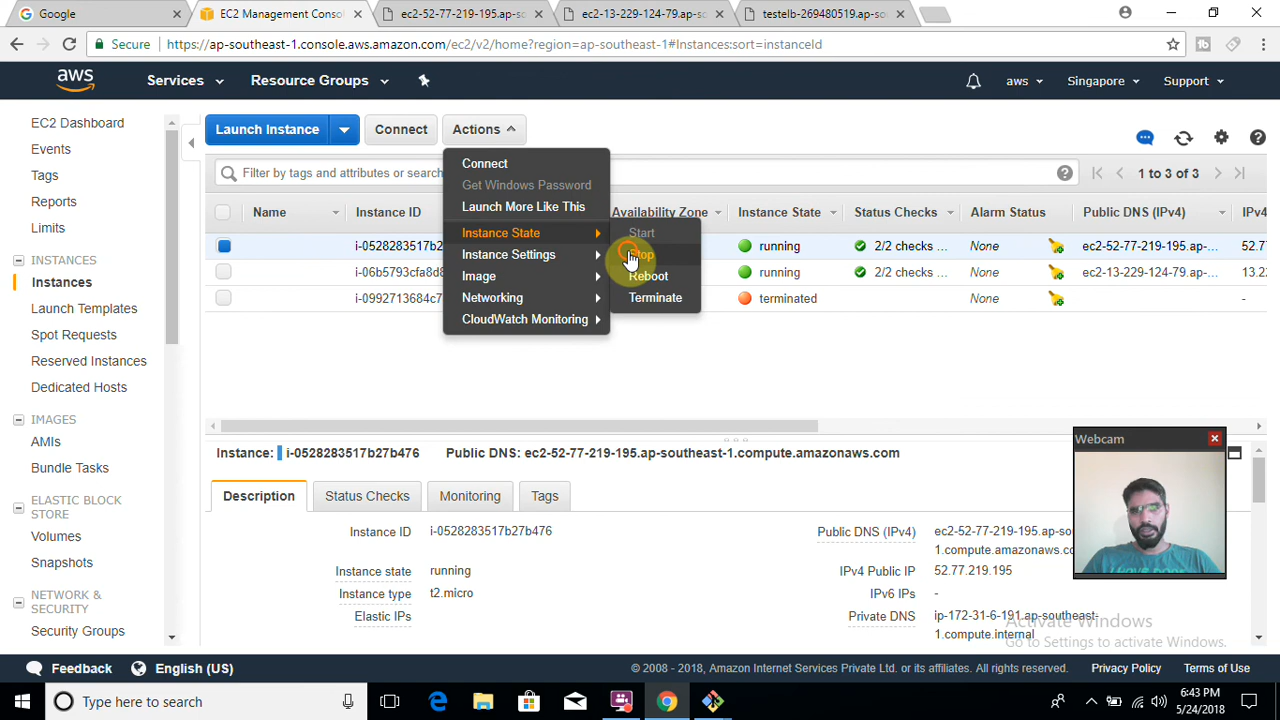 Google
EC2 Management Conso
ec2-52-77-219-195.ap-so
ec2-13-229-124-79.ap-sc
testelb-269480519.ap-so
Secure
https://ap-southeast-1.console.aws.amazon.com/ec2/v2/home?region=ap-southeast-1#Instances:sort=instanceId
aws
Services
Resource Groups
aws
Singapore
Support
EC2 Dashboard
Events
Tags
Reports
Limits
INSTANCES
Instances
Launch Templates
Spot Requests
Reserved Instances
Dedicated Hosts
IMAGES
AMIs
Bundle Tasks
ELASTIC BLOCK
STORE
Volumes
Snapshots
NETWORK &
SECURITY
Security Groups
Launch Instance
Connect
Actions
Filter by tags and attributes or search
1 to 3 of 3
Connect
Get Windows Password
Launch More Like This
Instance State
Instance Settings
Image
Networking
CloudWatch Monitoring
Start
Reboot
Terminate
Name
Instance ID
Availability Zone
Instance State
Status Checks
Alarm Status
Public DNS (IPv4)
IPv4
i-0528283517b2
running
2/2 checks ...
None
ec2-52-77-219-195.ap-...
52.7
i-06b5793cfa8d8
running
2/2 checks ...
None
ec2-13-229-124-79.ap-...
13.2
i-0992713684c7
terminated
None
-
Instance: i-0528283517b27b476 Public DNS: ec2-52-77-219-195.ap-southeast-1.compute.amazonaws.com
Description
Status Checks
Monitoring
Tags
Instance ID
i-0528283517b27b476
Instance state
running
Instance type
t2.micro
Elastic IPs
Public DNS (IPv4)
ec2-52-77-219-195.ap-so
1.compute.amazonaws.cc
IPv4 Public IP
52.77.219.195
IPv6 IPs
-
Private DNS
ip-172-31-6-191.ap-southeast-
1.compute.internal
Webcam
Activate Windows
Go to Settings to activate Windows.
Feedback
English (US)
© 2008 - 2018, Amazon Internet Services Private Ltd. or its affiliates. All rights reserved.
Privacy Policy
Terms of Use
Type here to search
6:43 PM
5/24/2018